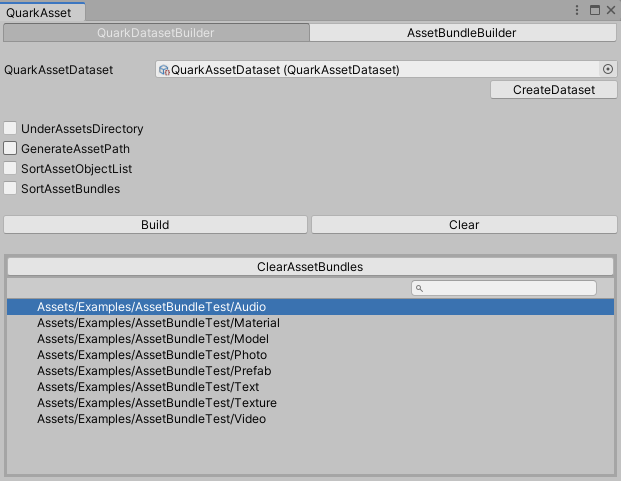 QuarkAsset
QuarkDatasetBuilder AssetBundleBuilder
QuarkAssetDataset QuarkAssetDataset (QuarkAssetDataset)
CreateDataset
UnderAssetsDirectory
GenerateAssetPath
SortAssetObjectList
SortAssetBundles
Build Clear
ClearAssetBundles
Assets/Examples/AssetBundleTest/Audio
Assets/Examples/AssetBundleTest/Material
Assets/Examples/AssetBundleTest/Model
Assets/Examples/AssetBundleTest/Photo
Assets/Examples/AssetBundleTest/Prefab
Assets/Examples/AssetBundleTest/Text
Assets/Examples/AssetBundleTest/Texture
Assets/Examples/AssetBundleTest/Video